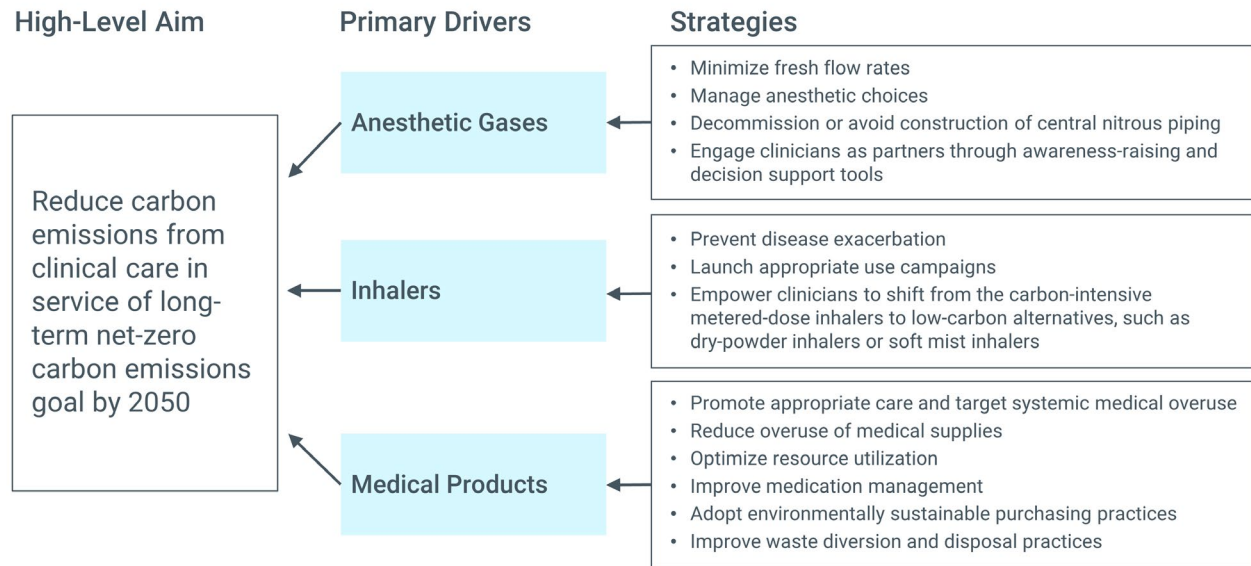 High-Level Aim
Primary Drivers
Strategies
Reduce carbon
emissions from
clinical care in
service of long-
term net-zero
carbon emissions
goal by 2050
Anesthetic Gases
• Minimize fresh flow rates
• Manage anesthetic choices
• Decommission or avoid construction of central nitrous piping
• Engage clinicians as partners through awareness-raising and
decision support tools
Inhalers
• Prevent disease exacerbation
• Launch appropriate use campaigns
• Empower clinicians to shift from the carbon-intensive
metered-dose inhalers to low-carbon alternatives, such as
dry-powder inhalers or soft mist inhalers
Medical Products
• Promote appropriate care and target systemic medical overuse
• Reduce overuse of medical supplies
• Optimize resource utilization
• Improve medication management
• Adopt environmentally sustainable purchasing practices
• Improve waste diversion and disposal practices